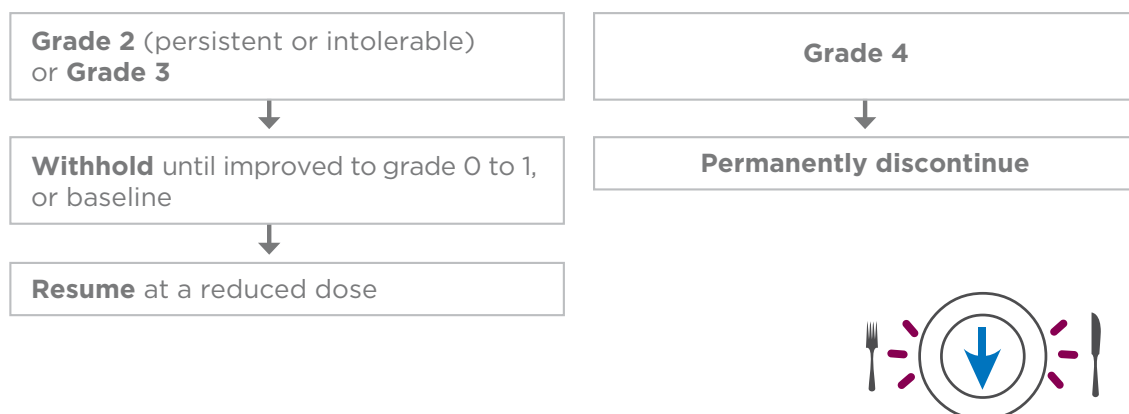 Grade 2 (persistent or intolerable)
or Grade 3
Withhold until improved to grade 0 to 1,
or baseline
Resume at a reduced dose
Grade 4
Permanently discontinue